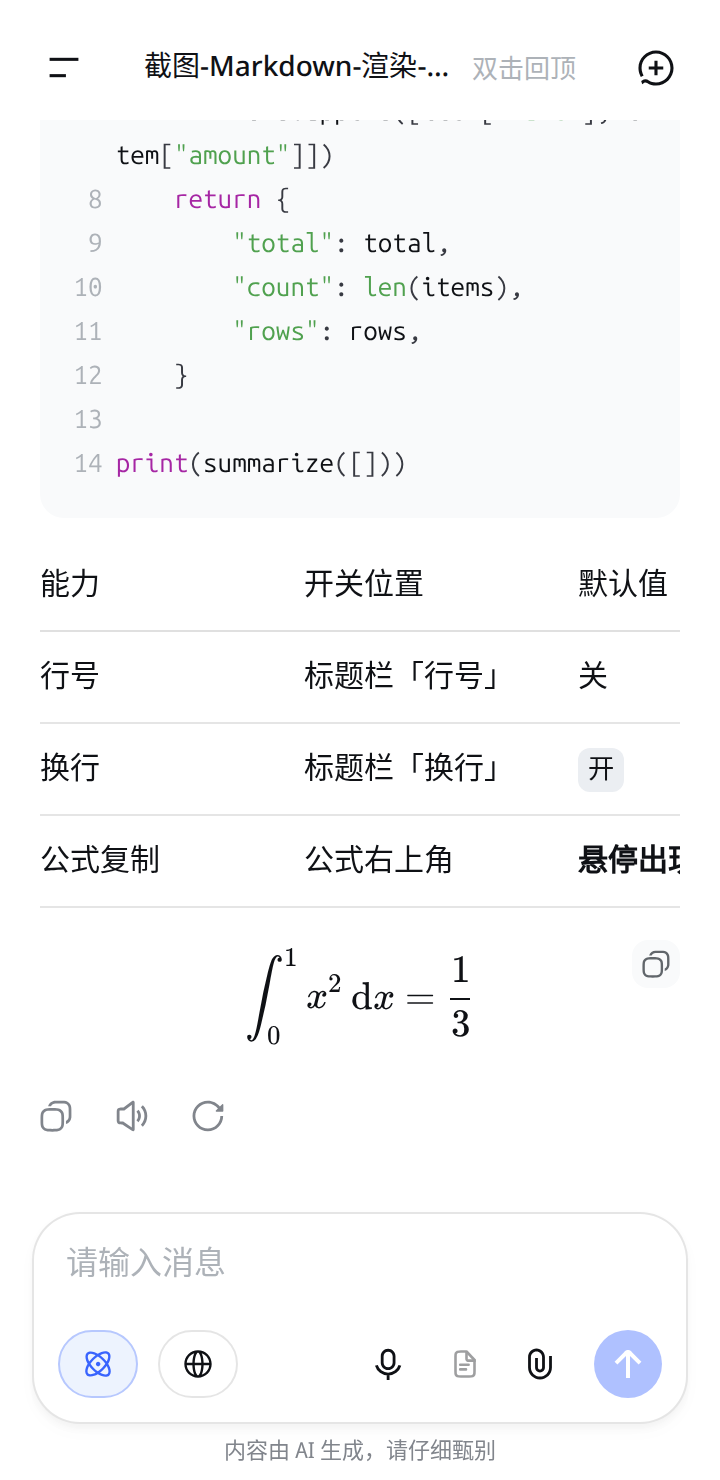 截图-Markdown-渲染-...
双击回顶
tem["amount"]])
8 return {
9 "total": total,
10 "count": len(items),
11 "rows": rows,
12 }
13
14 print(summarize([]))
能力 开关位置 默认值
行号 标题栏「行号」 关
换行 标题栏「换行」 开
公式复制 公式右上角 悬停出现
∫₀¹ x² dx = 1/3
请输入消息
内容由 AI 生成，请仔细甄别